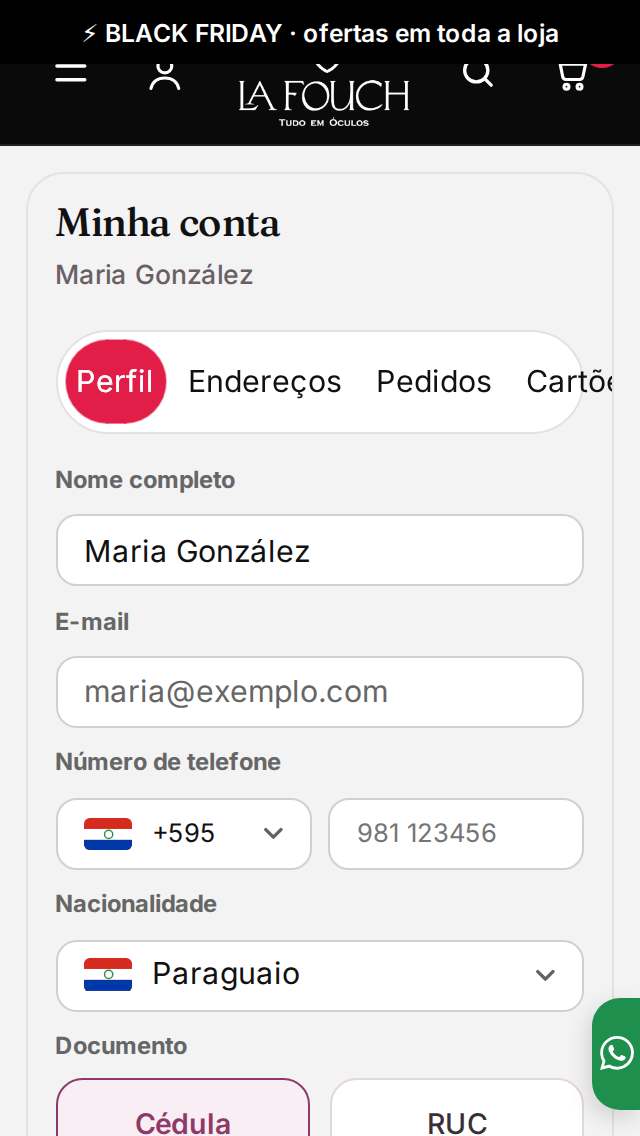 ⚡ BLACK FRIDAY · ofertas em toda a loja
LA FOUCH
TUDO EM ÓCULOS
Minha conta
Maria González
Perfil Endereços Pedidos
Nome completo
Maria González
E-mail
maria@exemplo.com
Número de telefone
+595 981 123456
Nacionalidade
Paraguaio
Documento
Cédula RUC